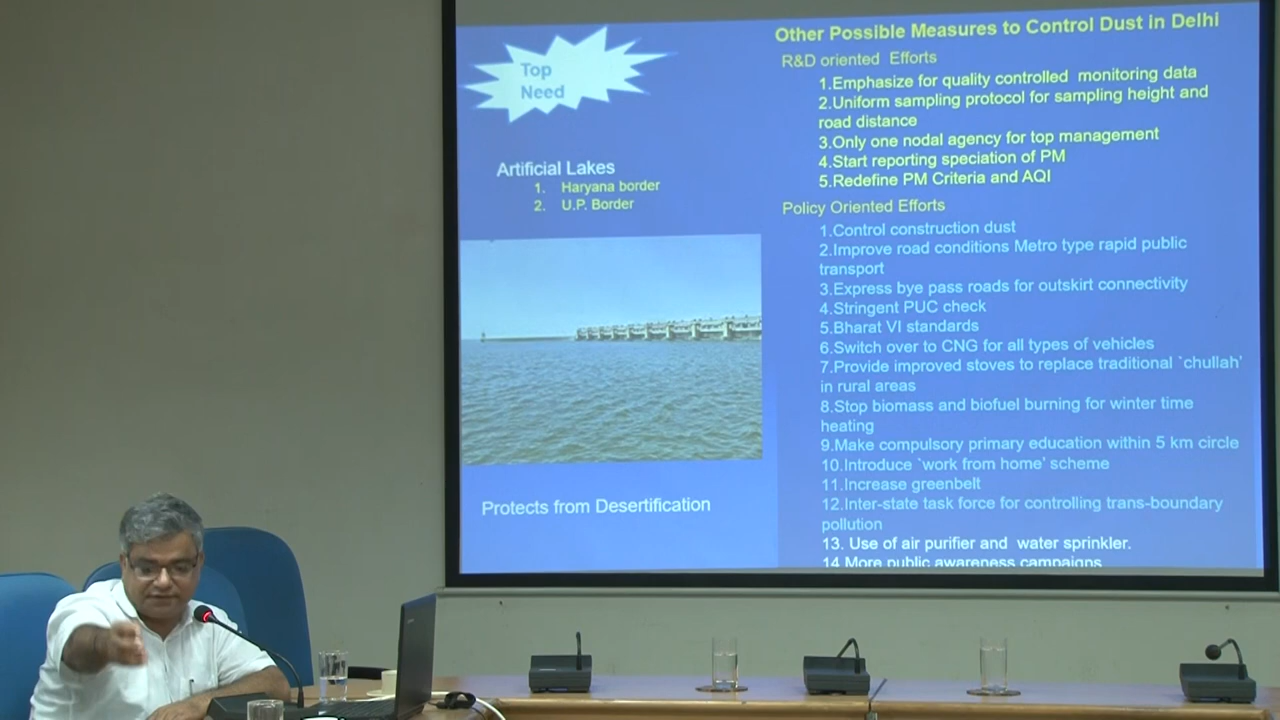 Top
Need
Artificial Lakes
1. Haryana border
2. U.P. Border
Protects from Desertification
Other Possible Measures to Control Dust in Delhi
R&D oriented Efforts
1.Emphasize for quality controlled monitoring data
2.Uniform sampling protocol for sampling height and
road distance
3.Only one nodal agency for top management
4.Start reporting speciation of PM
5.Redefine PM Criteria and AQI
Policy Oriented Efforts
1.Control construction dust
2.Improve road conditions Metro type rapid public
transport
3.Express bye pass roads for outskirt connectivity
4.Stringent PUC check
5.Bharat VI standards
6.Switch over to CNG for all types of vehicles
7.Provide improved stoves to replace traditional `chullah'
in rural areas
8.Stop biomass and biofuel burning for winter time
heating
9.Make compulsory primary education within 5 km circle
10.Introduce `work from home' scheme
11.Increase greenbelt
12.Inter-state task force for controlling trans-boundary
pollution
13. Use of air purifier and water sprinkler.
14 More public awareness campaigns